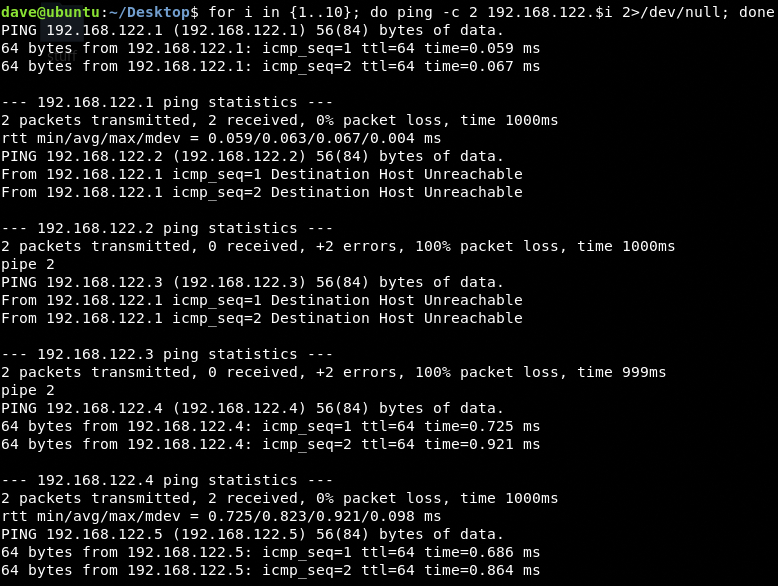 dave@ubuntu:~/Desktop$ for i in {1..10}; do ping -c 2 192.168.122.$i 2>/dev/null; done
PING 192.168.122.1 (192.168.122.1) 56(84) bytes of data.
64 bytes from 192.168.122.1: icmp_seq=1 ttl=64 time=0.059 ms
stuff
64 bytes from 192.168.122.1: icmp_seq=2 ttl=64 time=0.067 ms

--- 192.168.122.1 ping statistics ---
2 packets transmitted, 2 received, 0% packet loss, time 1000ms
rtt min/avg/max/mdev = 0.059/0.063/0.067/0.004 ms
PING 192.168.122.2 (192.168.122.2) 56(84) bytes of data.
From 192.168.122.1 icmp_seq=1 Destination Host Unreachable
From 192.168.122.1 icmp_seq=2 Destination Host Unreachable

--- 192.168.122.2 ping statistics ---
2 packets transmitted, 0 received, +2 errors, 100% packet loss, time 1000ms
pipe 2
PING 192.168.122.3 (192.168.122.3) 56(84) bytes of data.
From 192.168.122.1 icmp_seq=1 Destination Host Unreachable
From 192.168.122.1 icmp_seq=2 Destination Host Unreachable

--- 192.168.122.3 ping statistics ---
2 packets transmitted, 0 received, +2 errors, 100% packet loss, time 999ms
pipe 2
PING 192.168.122.4 (192.168.122.4) 56(84) bytes of data.
64 bytes from 192.168.122.4: icmp_seq=1 ttl=64 time=0.725 ms
64 bytes from 192.168.122.4: icmp_seq=2 ttl=64 time=0.921 ms

--- 192.168.122.4 ping statistics ---
2 packets transmitted, 2 received, 0% packet loss, time 1000ms
rtt min/avg/max/mdev = 0.725/0.823/0.921/0.098 ms
PING 192.168.122.5 (192.168.122.5) 56(84) bytes of data.
64 bytes from 192.168.122.5: icmp_seq=1 ttl=64 time=0.686 ms
64 bytes from 192.168.122.5: icmp_seq=2 ttl=64 time=0.864 ms